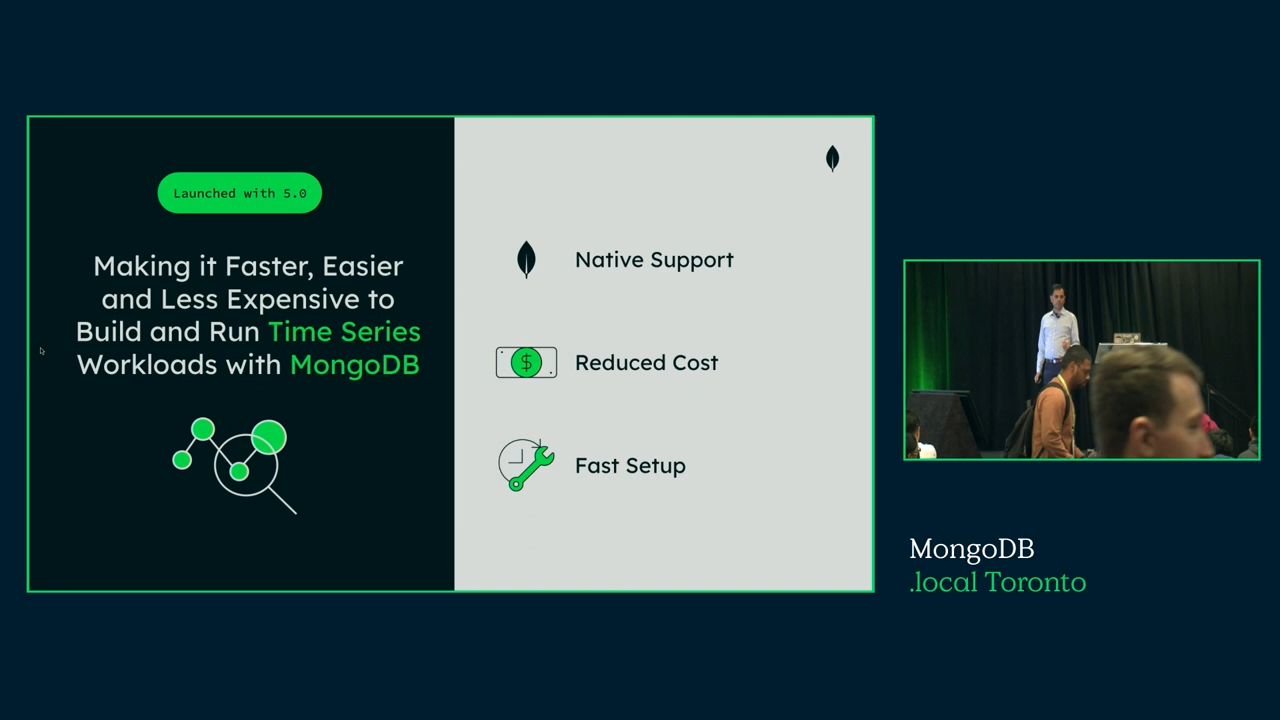 Launched with 5.0
Making it Faster, Easier
and Less Expensive to
Build and Run Time Series
Workloads with MongoDB
Native Support
$
Reduced Cost
Fast Setup
MongoDB
.local Toronto